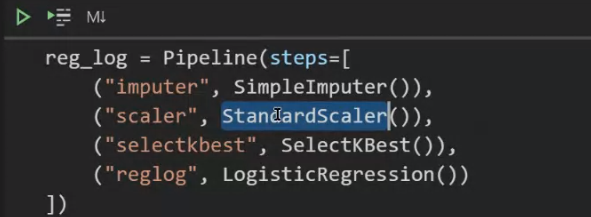 M↓
reg_log = Pipeline(steps=[
("imputer", SimpleImputer()),
("scaler", StandardScaler()),
("selectkbest", SelectKBest()),
("reglog", LogisticRegression())
])